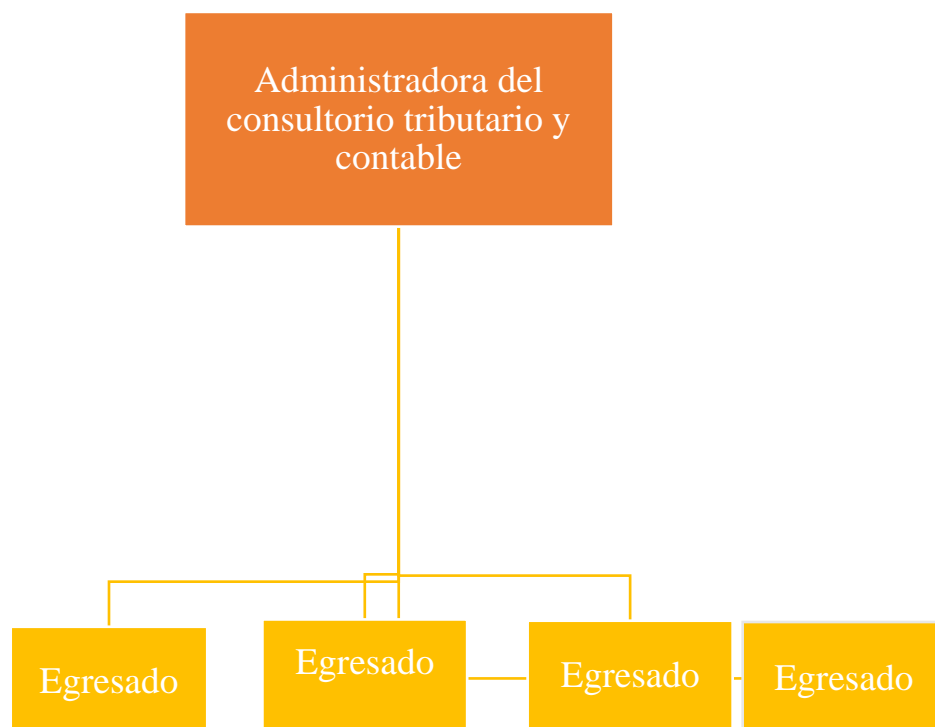 Administradora del
consultorio tributario y
contable
Egresado
Egresado
Egresado
Egresado